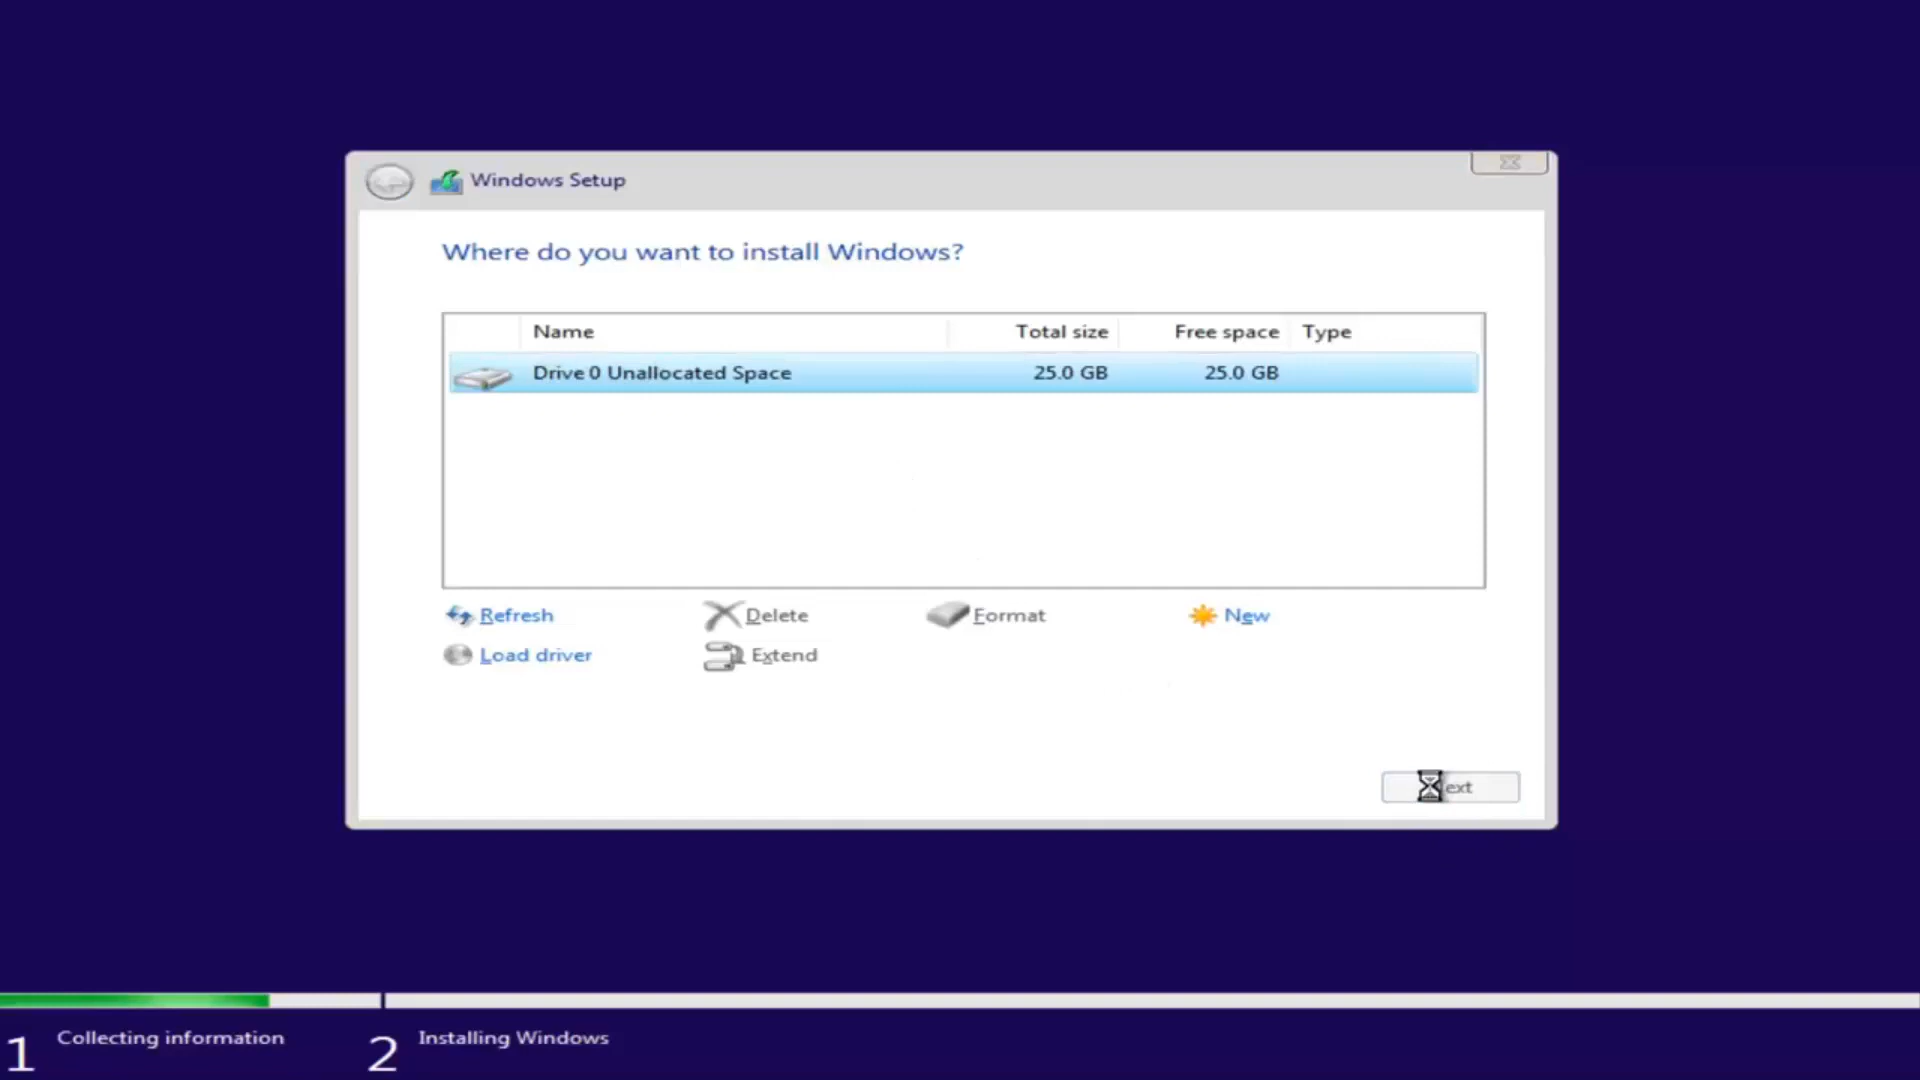 Windows Setup
Where do you want to install Windows?
Name Total size Free space Type
Drive 0 Unallocated Space 25.0 GB 25.0 GB
Refresh Delete Format New
Load driver Extend
ext
1 Collecting information 2 Installing Windows